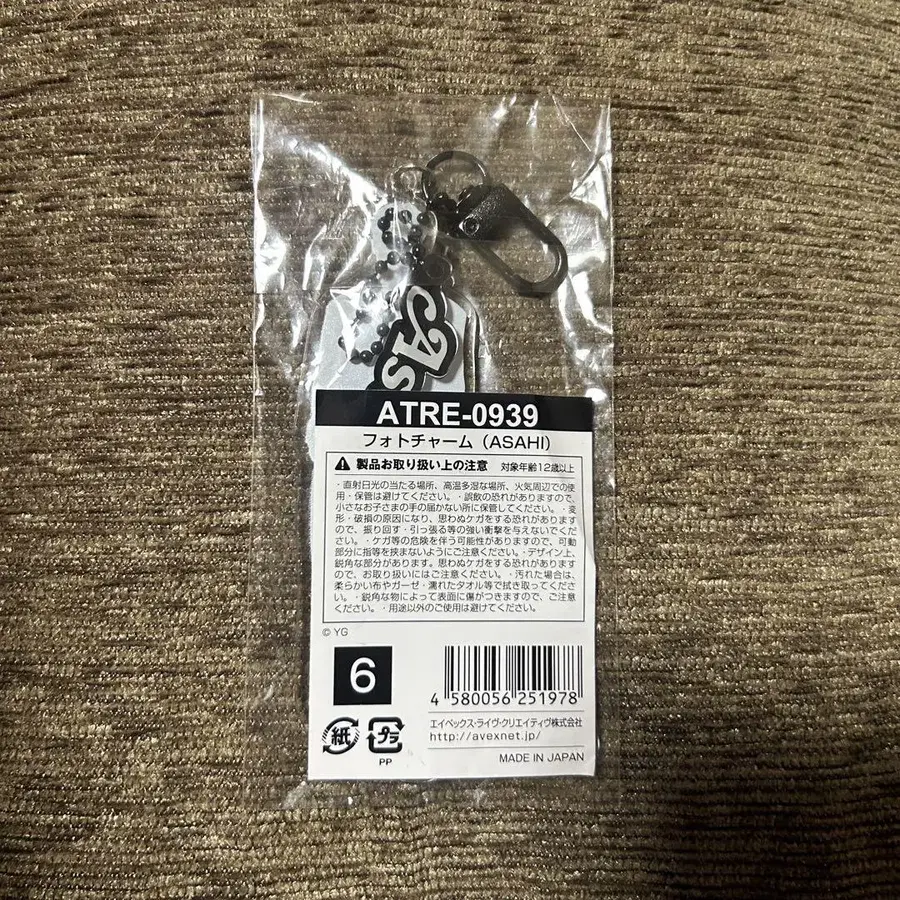 AS
ATRE-0939
フォトチャーム（ASAHI）
製品お取り扱い上の注意 対象年齢12歳以上
・直射日光の当たる場所、高温多湿な場所、火気周辺での使
用・保管は避けてください。・誤飲の恐れがありますので、
小さなお子さまの手の届かない所に保管してください。・変
形・破損の原因になり、思わぬケガをする恐れがあります
ので、振り回す・引っ張る等の強い衝撃を与えないでくだ
さい。・ケガ等の危険を伴う可能性がありますので、可動
部分に指等を挟まないようにご注意ください。・デザイン上、
鋭角な部分があります。思わぬケガをする恐れがあります
ので、お取り扱いにはご注意ください。・汚れた場合は、
柔らかい布やガーゼ・濡れたタオル等で拭き取ってください。
・鋭角な物によって表面に傷がつきますので、ご注意
ください。・用途以外のご使用は避けてください。
© YG
6
4 580056 251978
紙
プラ
PP
エイベックス・ライヴ・クリエイティヴ株式会社
http://avexnet.jp/
MADE IN JAPAN